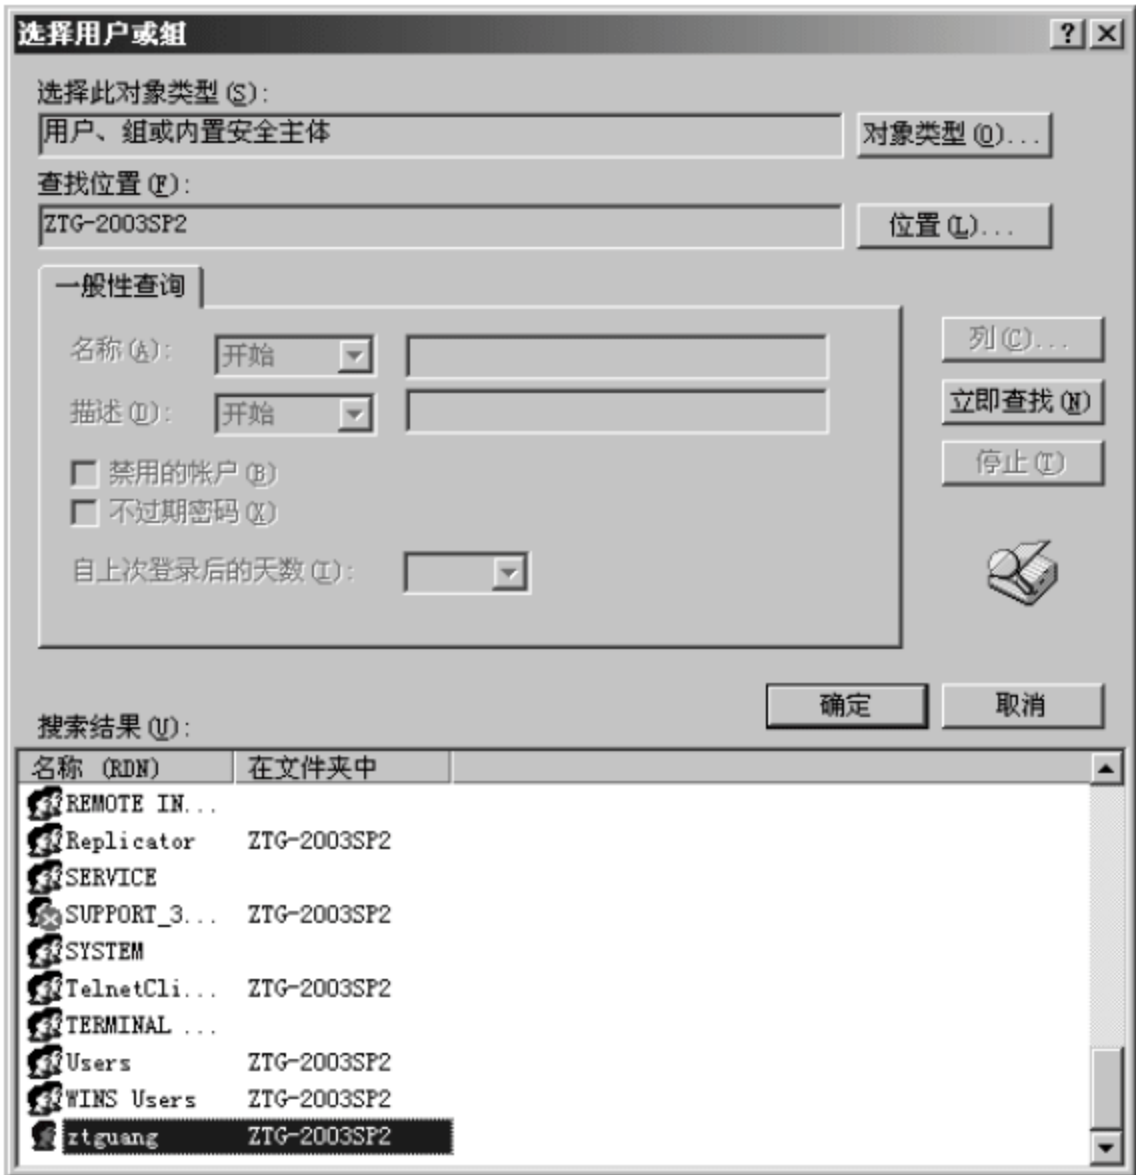 选择用户或组
选择此对象类型(S):
用户、组或内置安全主体 对象类型(O)...
查找位置(F):
ZTG-2003SP2 位置(L)...
一般性查询
名称(A): 开始 列(C)...
描述(D): 开始 立即查找(N)
禁用的帐户(B) 停止(T)
不过期密码(X)
自上次登录后的天数(I):
确定 取消
搜索结果(U):
名称 (RDN) 在文件夹中
REMOTE IN...
Replicator ZTG-2003SP2
SERVICE
SUPPORT_3... ZTG-2003SP2
SYSTEM
TelnetCli... ZTG-2003SP2
TERMINAL ...
Users ZTG-2003SP2
WINS Users ZTG-2003SP2
ztguang ZTG-2003SP2